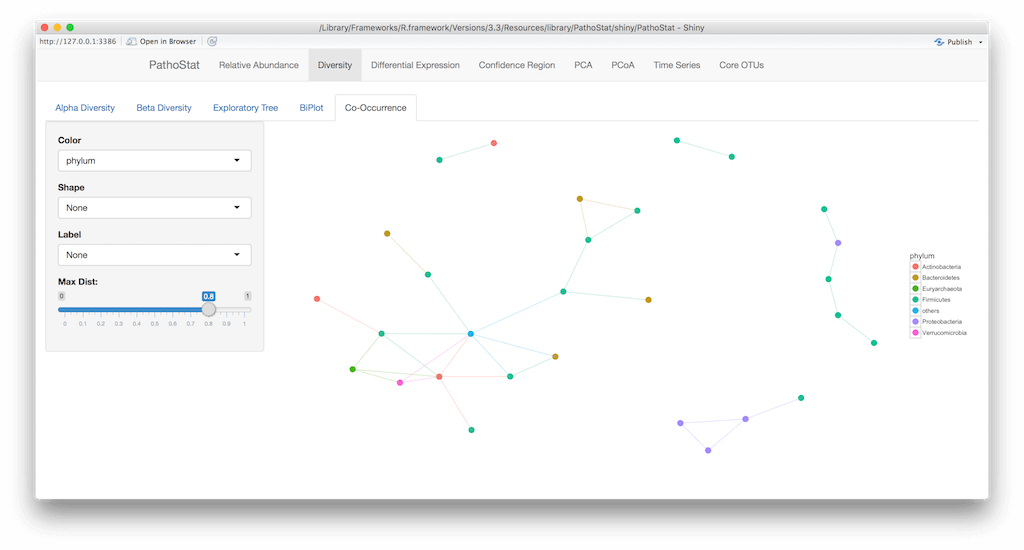 /Library/Frameworks/R.framework/Versions/3.3/Resources/library/PathoStat/shiny/PathoStat - Shiny
http://127.0.0.1:3386 Open in Browser Publish
PathoStat Relative Abundance Diversity Differential Expression Confidence Region PCA PCoA Time Series Core OTUs
Alpha Diversity Beta Diversity Exploratory Tree BiPlot Co-Occurrence
Color
phylum
Shape
None
Label
None
Max Dist:
0 0.8 1
0 0.1 0.2 0.3 0.4 0.5 0.6 0.7 0.8 0.9 1
phylum
Actinobacteria
Bacteroidetes
Euryarchaeota
Firmicutes
others
Proteobacteria
Verrucomicrobia